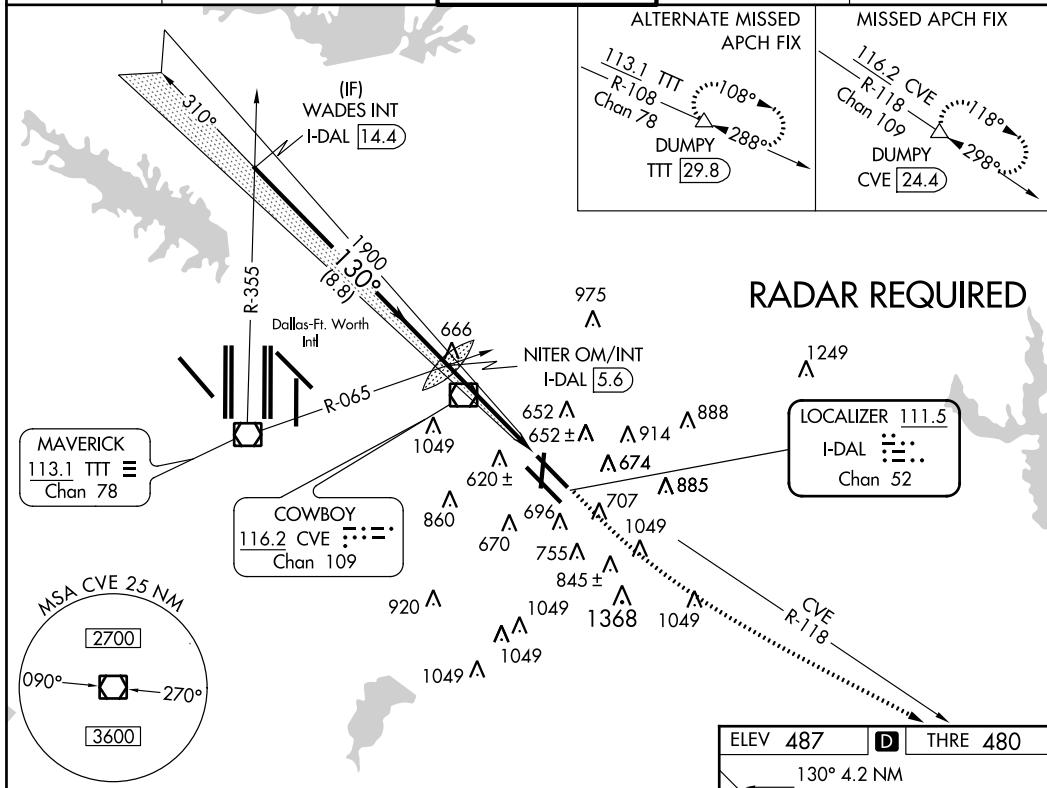 ALTERNATE MISSED
APCH FIX
113.1 TTT
R-108
Chan 78
108°
288°
DUMPY
TTT 29.8
MISSED APCH FIX
116.2 CVE
R-118
Chan 109
118°
298°
DUMPY
CVE 24.4
(IF)
WADES INT
I-DAL 14.4
310°
R-355
1900
130°
(8.8)
RADAR REQUIRED
Dallas-Ft. Worth
Intl
666
975
NITER OM/INT
I-DAL 5.6
1249
R-065
652
652 ±
914
888
1049
MAVERICK
113.1 TTT
Chan 78
LOCALIZER 111.5
I-DAL
Chan 52
620 ±
674
885
860
696
707
COWBOY
116.2 CVE
Chan 109
670
1049
755
845 ±
MSA CVE 25 NM
2700
090°
270°
3600
920
1049
1368
1049
1049
1049
CVE
R-118
ELEV 487
D
THRE 480
130° 4.2 NM